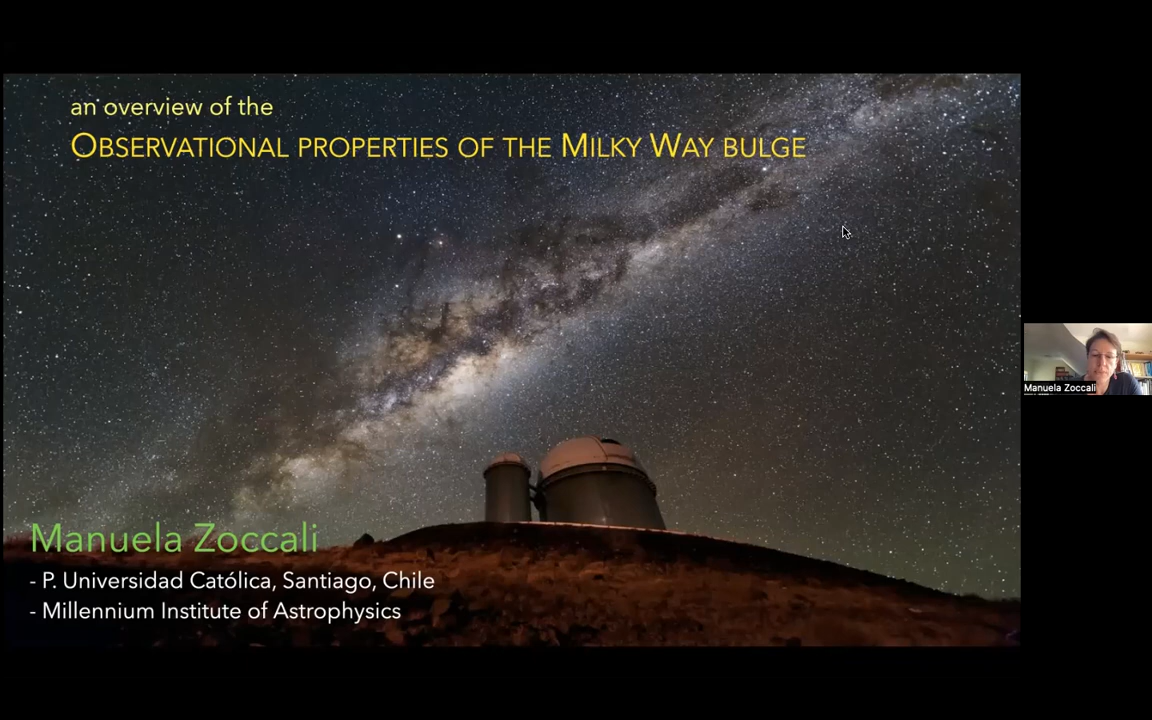 an overview of the
OBSERVATIONAL PROPERTIES OF THE MILKY WAY BULGE
Manuela Zoccali
Manuela Zoccali
- P. Universidad Católica, Santiago, Chile
- Millennium Institute of Astrophysics